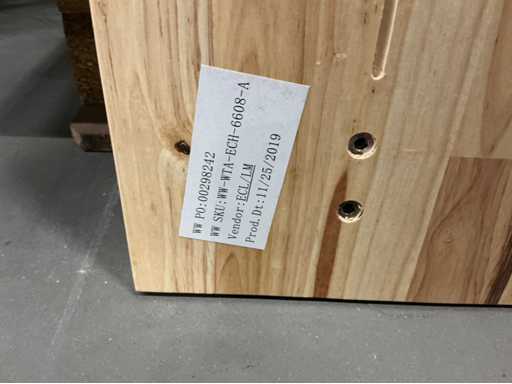 WW PO:00298242
WW SKU:WW-WTA-ECH-6608-A
Vendor:ECL/LM
Prod.Dt:11/25/2019